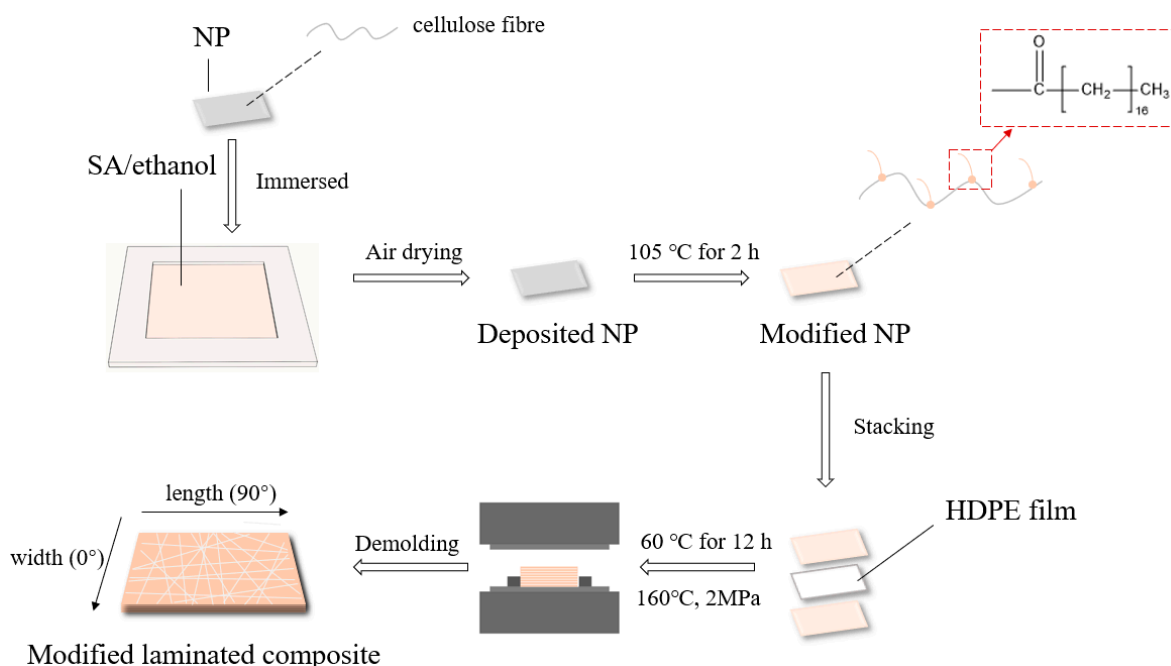 NP
cellulose fibre
O
C
CH₂
CH₃
16
SA/ethanol
Immersed
Air drying
105 ℃ for 2 h
Deposited NP
Modified NP
Stacking
length (90°)
width (0°)
Demolding
60 ℃ for 12 h
160℃, 2MPa
HDPE film
Modified laminated composite